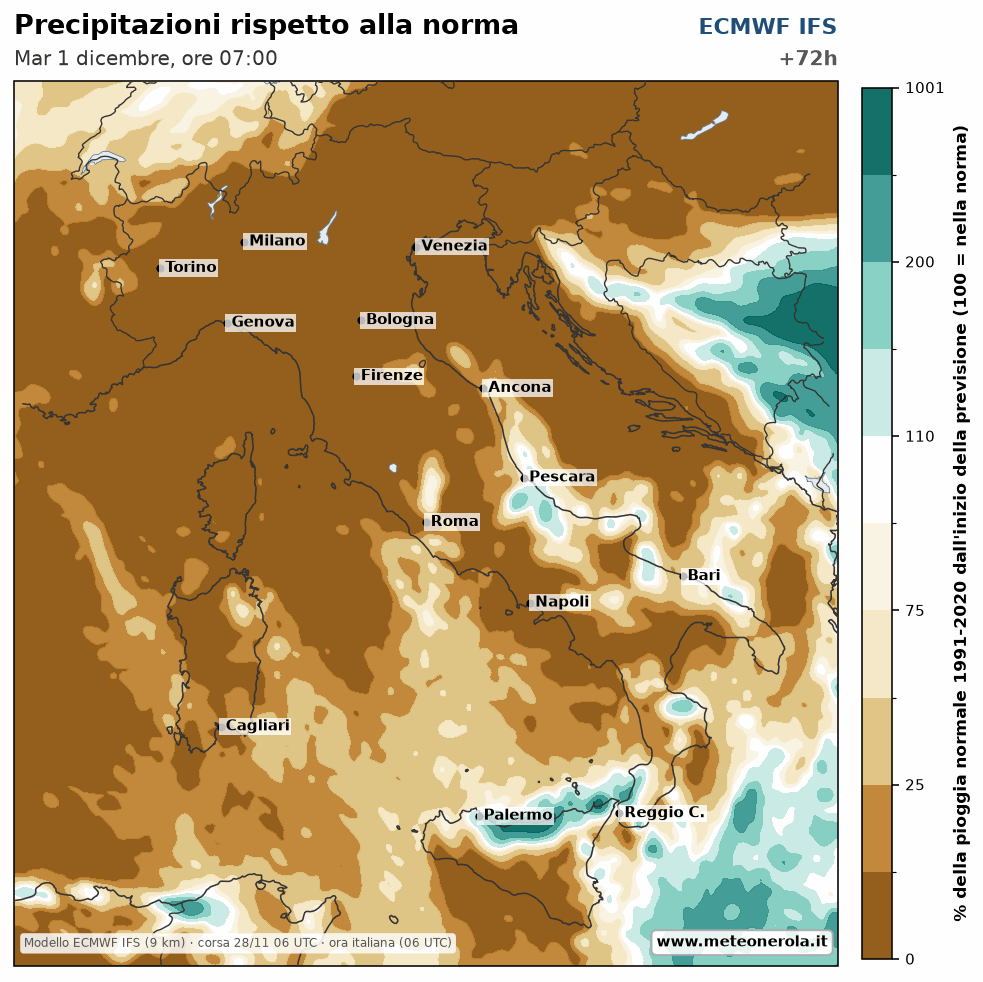 Precipitazioni rispetto alla norma
ECMWF IFS
Mar 1 dicembre, ore 07:00
+72h
Milano
Venezia
Torino
Genova
Bologna
Firenze
Ancona
Pescara
Roma
Bari
Napoli
Cagliari
Palermo
Reggio C.
Modello ECMWF IFS (9 km) · corsa 28/11 06 UTC · ora italiana (06 UTC)
www.meteonerola.it
1001
200
110
75
25
0
% della pioggia normale 1991-2020 dall'inizio della previsione (100 = nella norma)